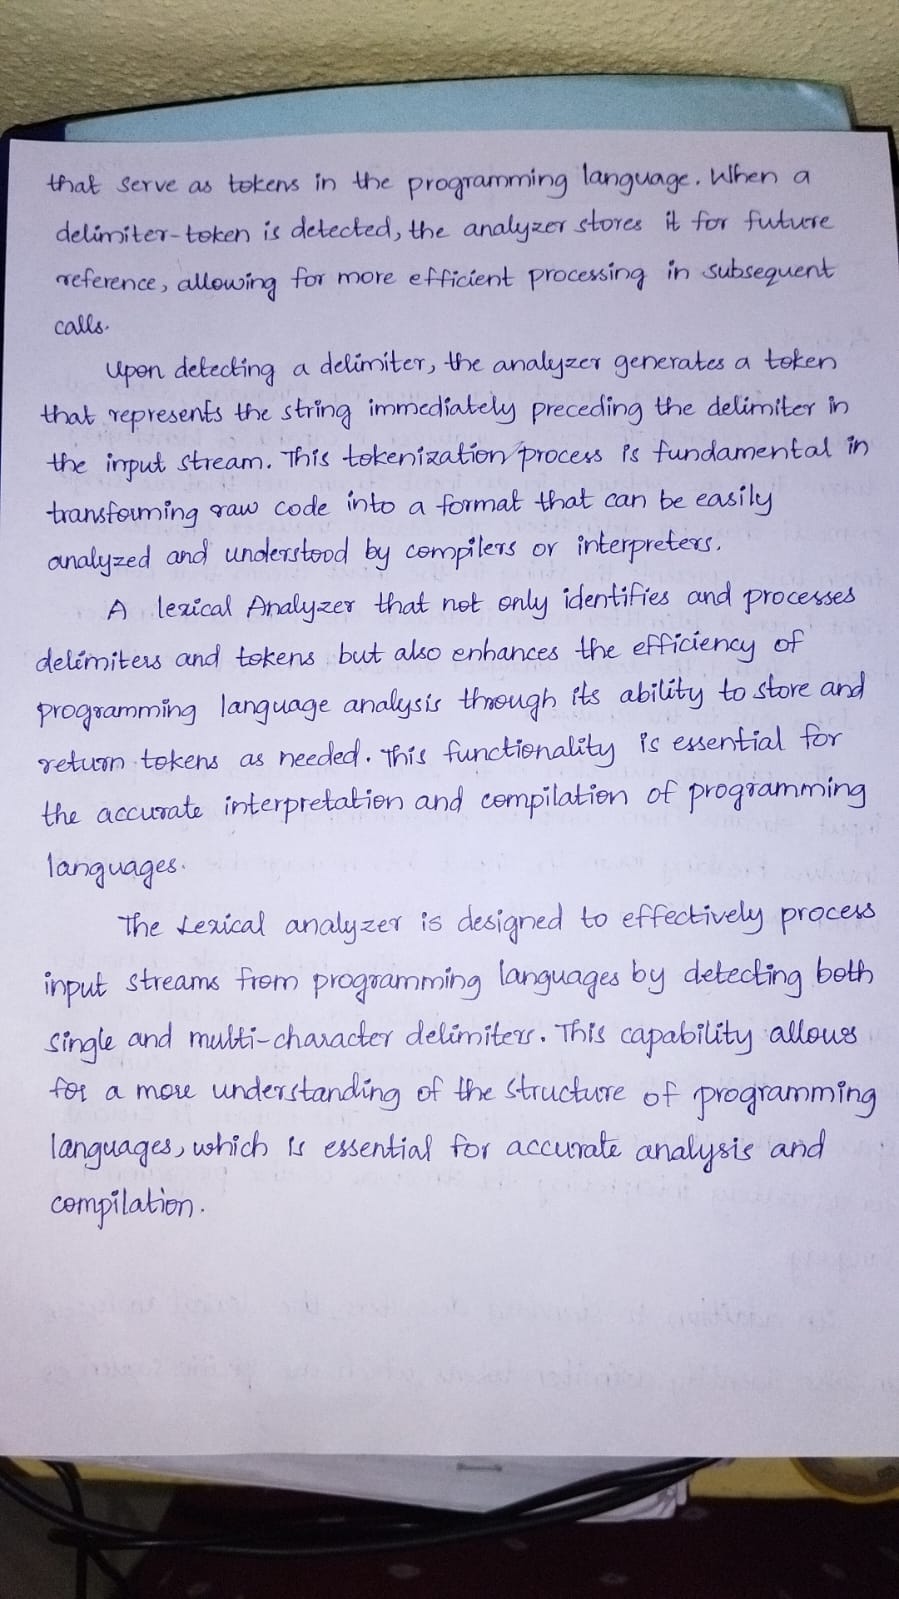 that serve as tokens in the programming language. When a
delimiter-token is detected, the analyzer stores it for future
reference, allowing for more efficient processing in subsequent
calls.
Upon detecting a delimiter, the analyzer generates a token
that represents the string immediately preceding the delimiter in
the input stream. This tokenization process is fundamental in
transforming raw code into a format that can be easily
analyzed and understood by compilers or interpreters.
A lexical Analyzer that not only identifies and processes
delimiters and tokens but also enhances the efficiency of
programming language analysis through its ability to store and
return tokens as needed. This functionality is essential for
the accurate interpretation and compilation of programming
languages.
The Lexical analyzer is designed to effectively process
input streams from programming languages by detecting both
single and multi-character delimiters. This capability allows
for a more understanding of the structure of programming
languages, which is essential for accurate analysis and
compilation.